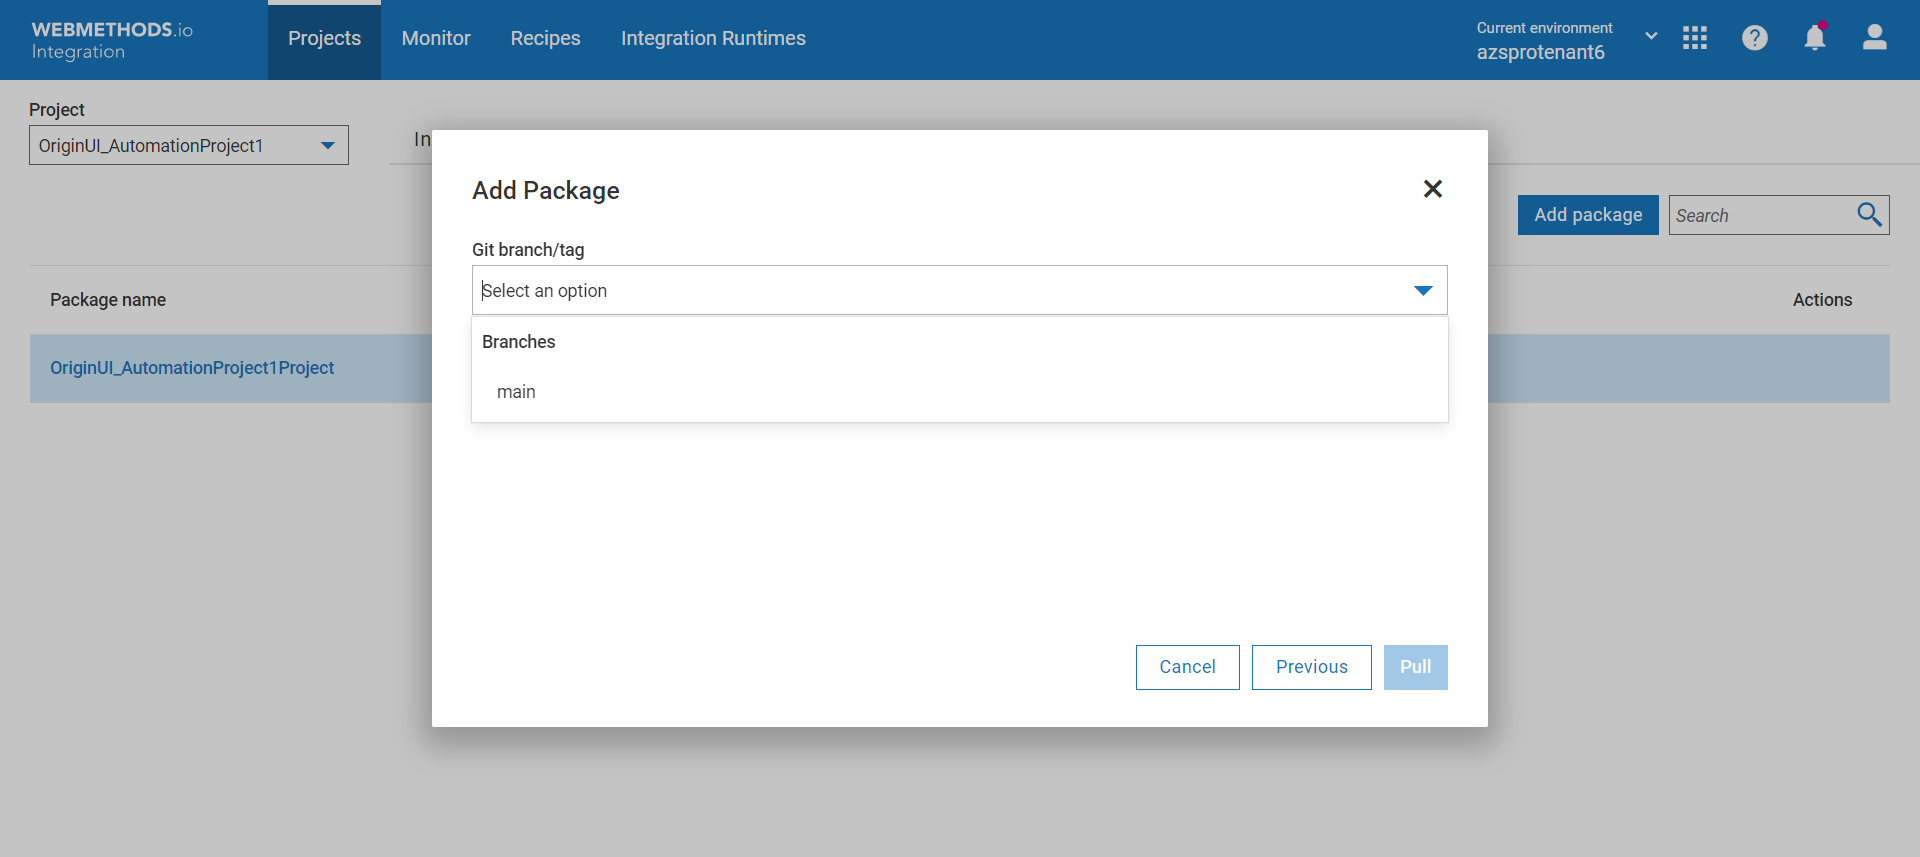 WEBMETHODS.io
Integration
Projects
Monitor
Recipes
Integration Runtimes
Current environment
azsprotenant6
Project
OriginUI_AutomationProject1
In
Add Package
Add package
Search
Git branch/tag
Select an option
Package name
Actions
Branches
OriginUI_AutomationProject1Project
main
Cancel
Previous
Pull